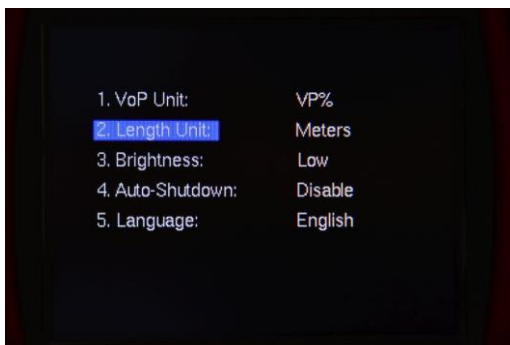 1. VoP Unit: VP%
2. Length Unit: Meters
3. Brightness: Low
4. Auto-Shutdown: Disable
5. Language: English